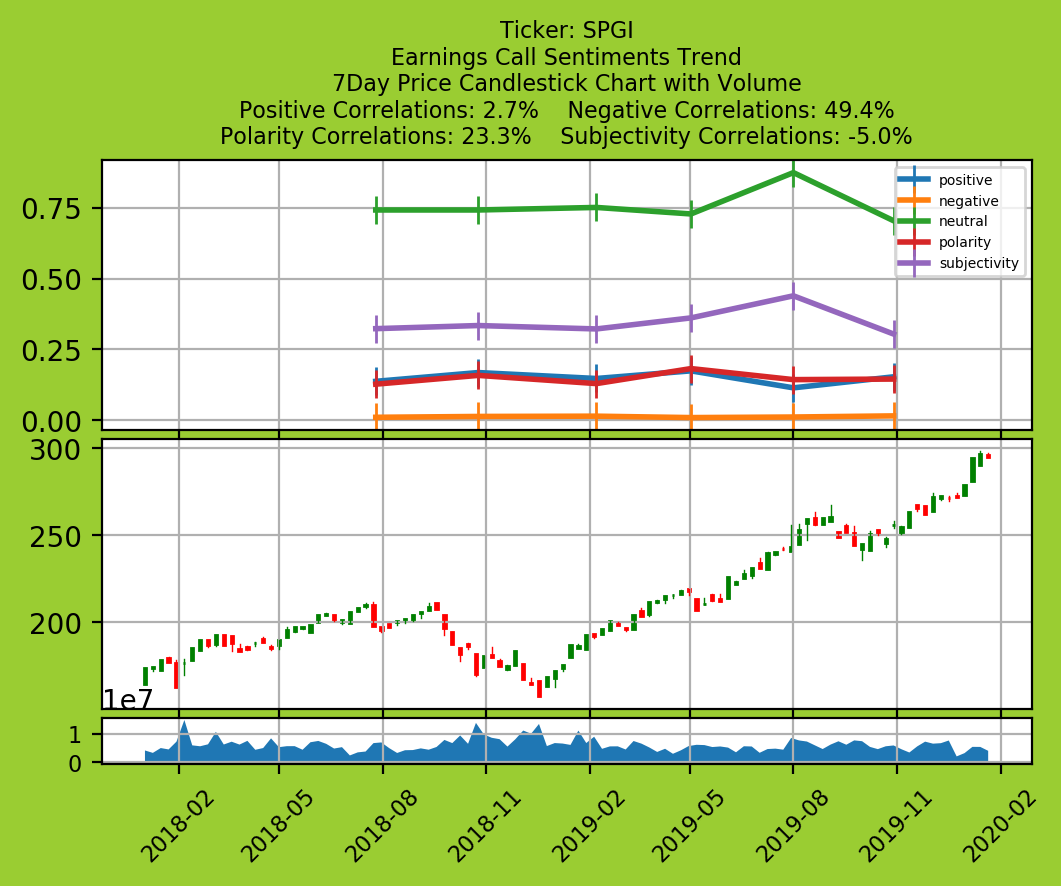 Ticker: SPGI
Earnings Call Sentiments Trend
7Day Price Candlestick Chart with Volume
Positive Correlations: 2.7%    Negative Correlations: 49.4%
Polarity Correlations: 23.3%    Subjectivity Correlations: -5.0%
positive
negative
neutral
polarity
subjectivity
0.75
0.50
0.25
0.00
300
250
200
1e7
1
0
2018-02
2018-05
2018-08
2018-11
2019-02
2019-05
2019-08
2019-11
2020-02